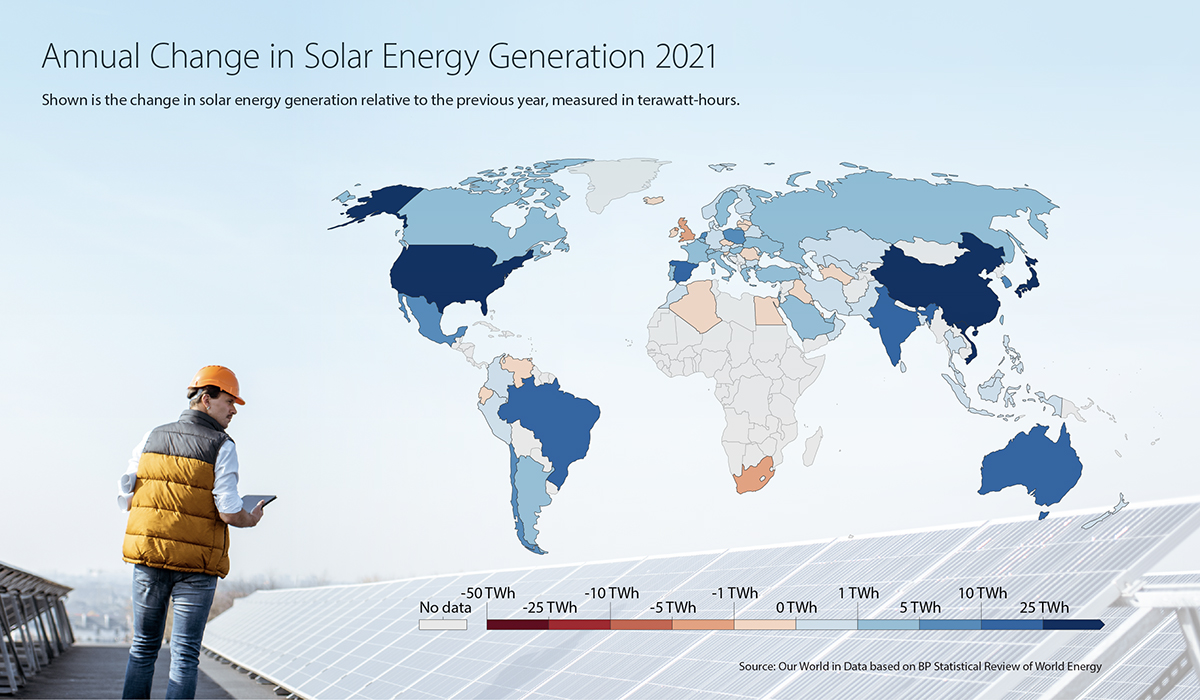 Annual Change in Solar Energy Generation 2021
Shown is the change in solar energy generation relative to the previous year, measured in terawatt-hours.
-50 TWh -10 TWh -1 TWh 1 TWh 10 TWh
No data -25 TWh -5 TWh 0 TWh 5 TWh 25 TWh
Source: Our World in Data based on BP Statistical Review of World Energy